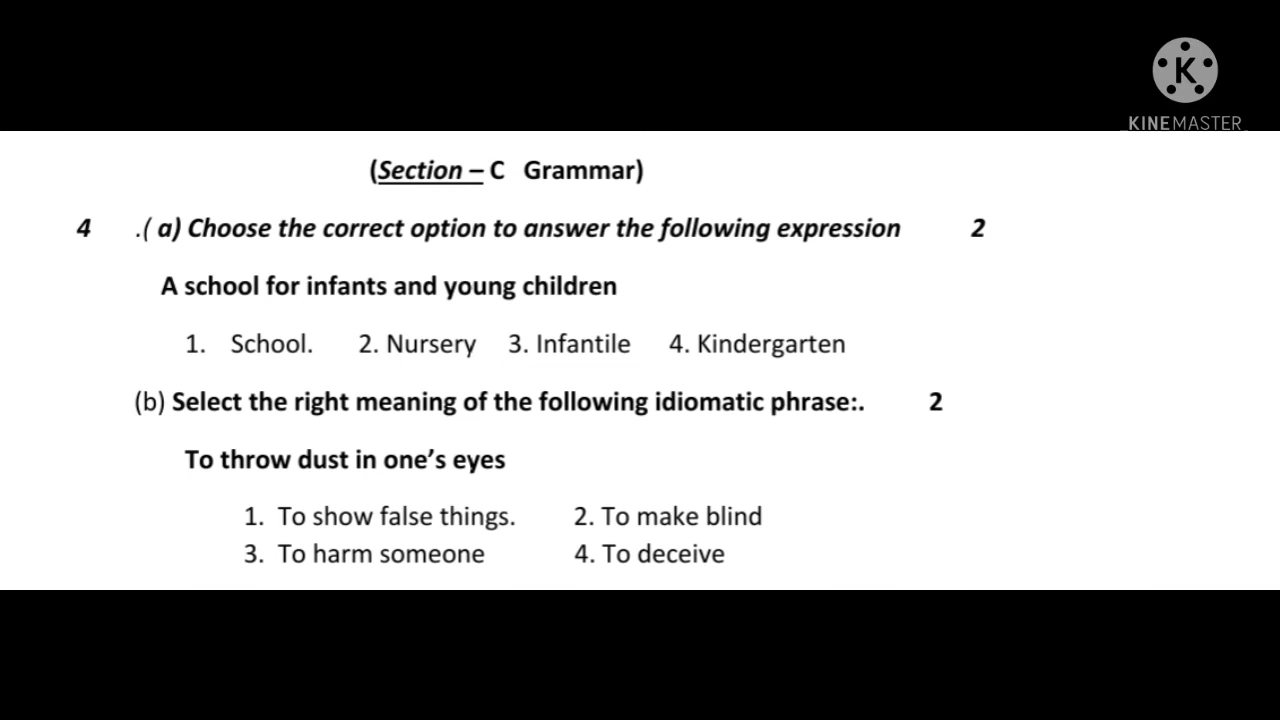 K
KINEMASTER
(Section – C Grammar)
4 .( a) Choose the correct option to answer the following expression 2
A school for infants and young children
1. School. 2. Nursery 3. Infantile 4. Kindergarten
(b) Select the right meaning of the following idiomatic phrase:. 2
To throw dust in one’s eyes
1. To show false things. 2. To make blind
3. To harm someone 4. To deceive